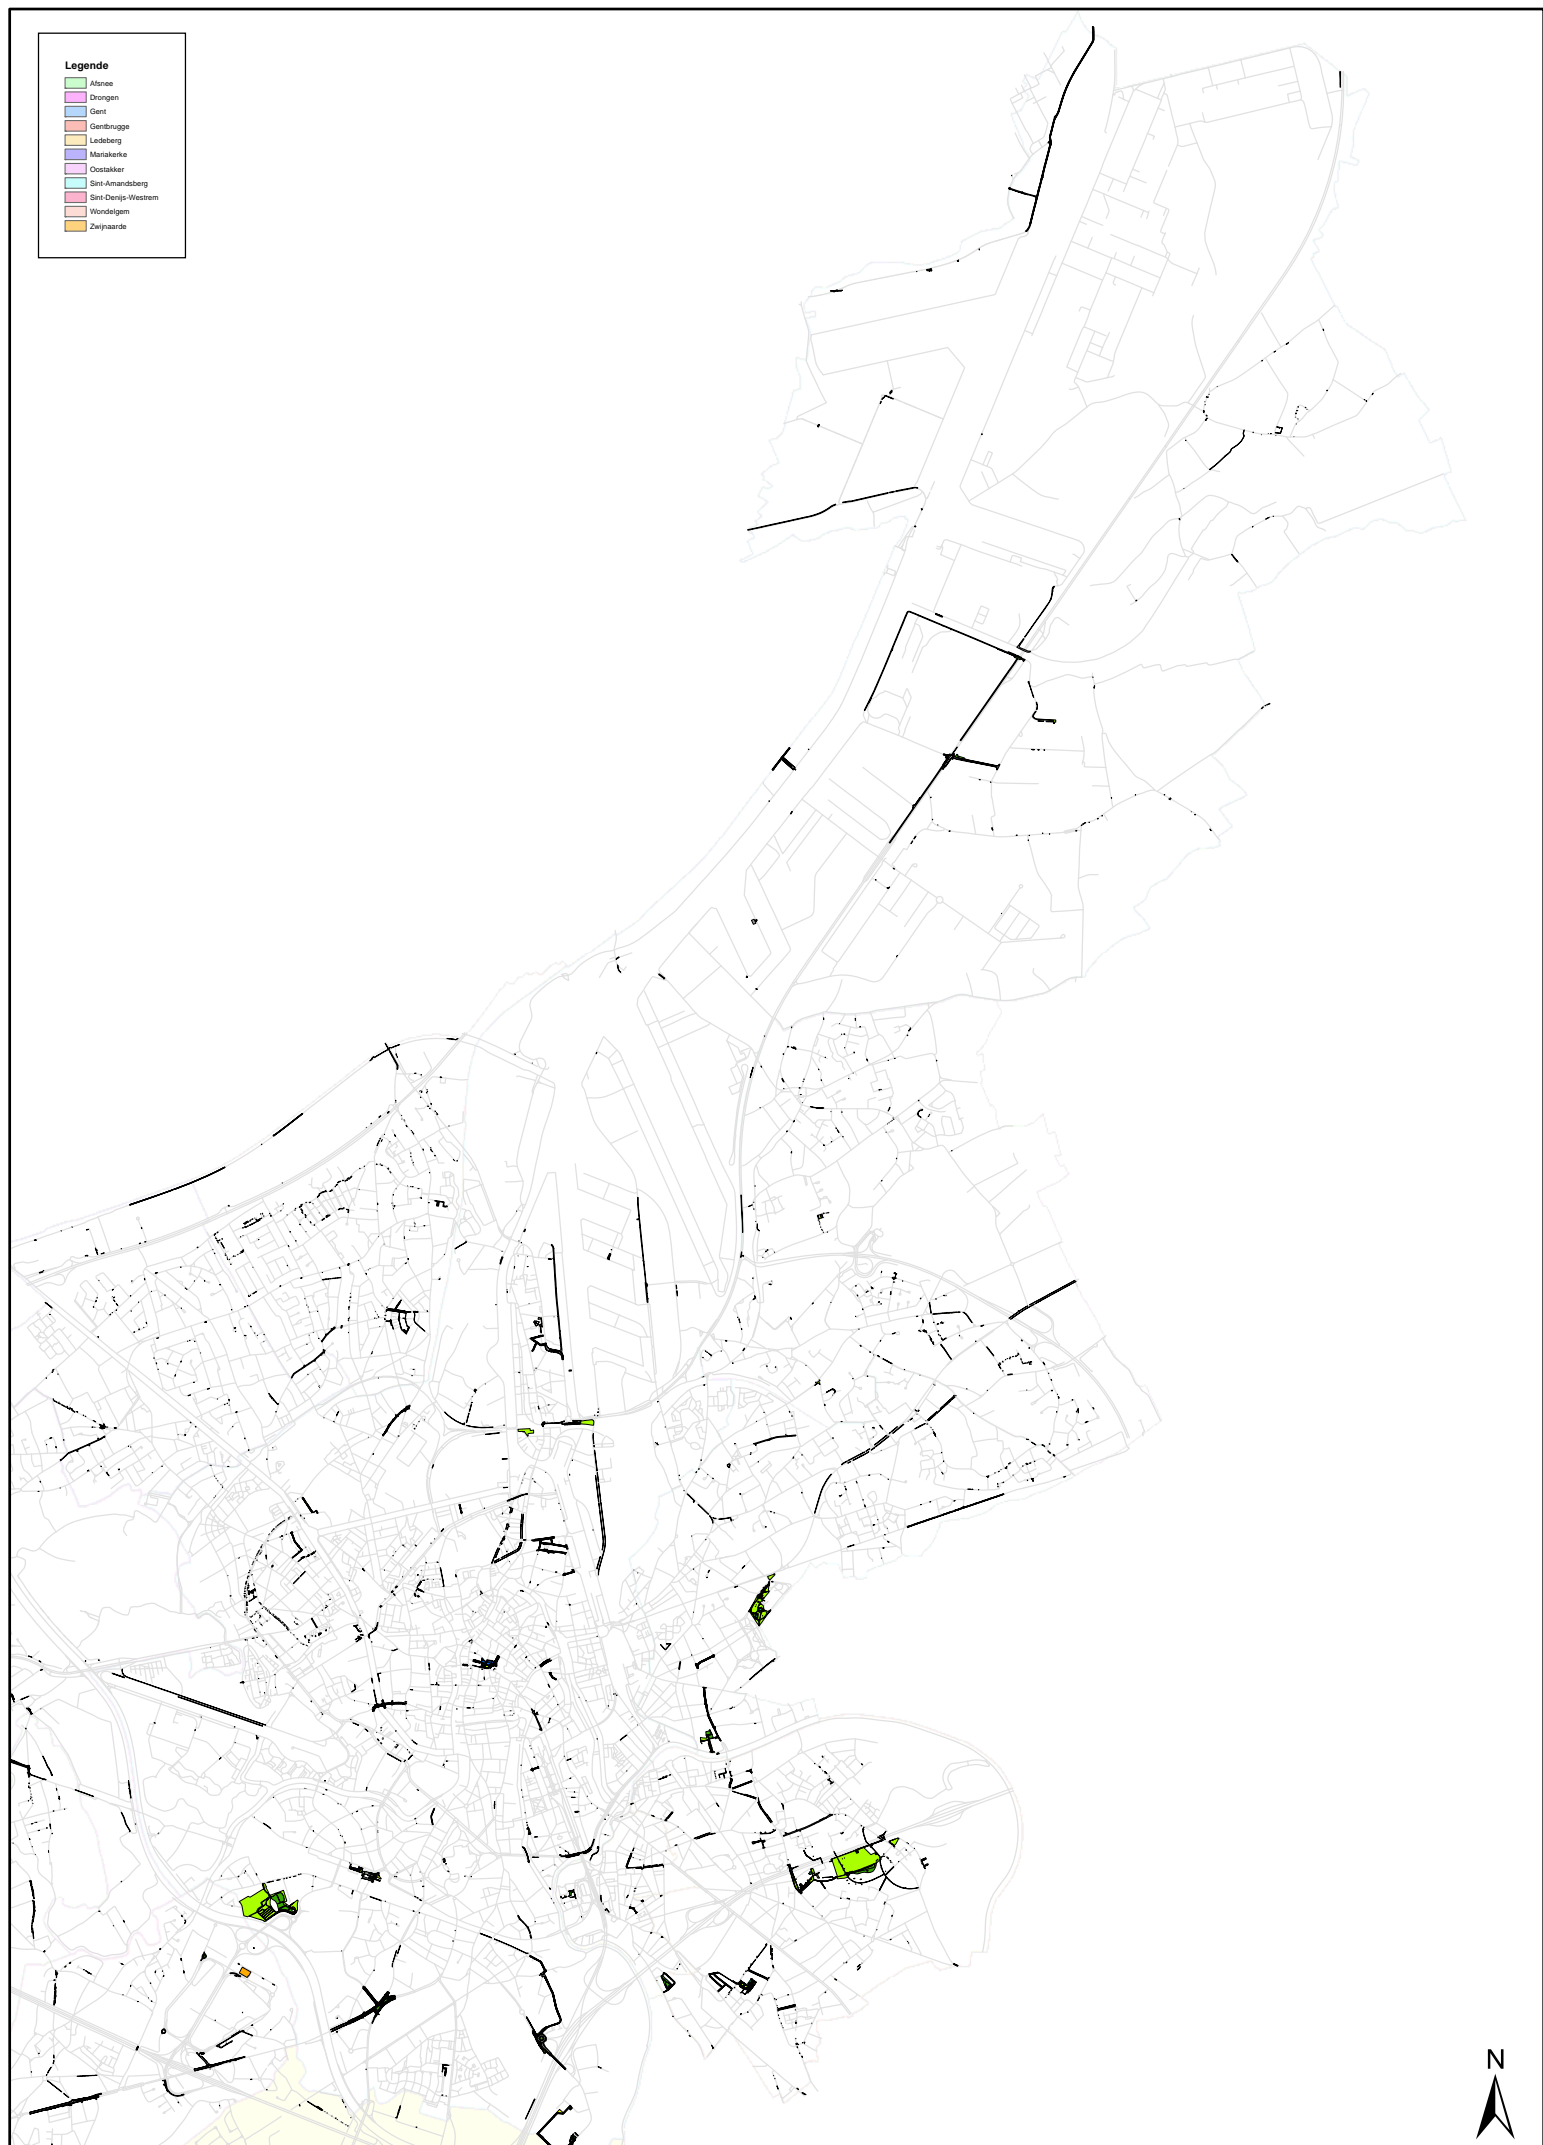 Legende
Afsnee
Drongen
Gent
Gentbrugge
Ledeberg
Mariakerke
Oostakker
Sint-Amandsberg
Sint-Denijs-Westrem
Wondelgem
Zwijnaarde
N